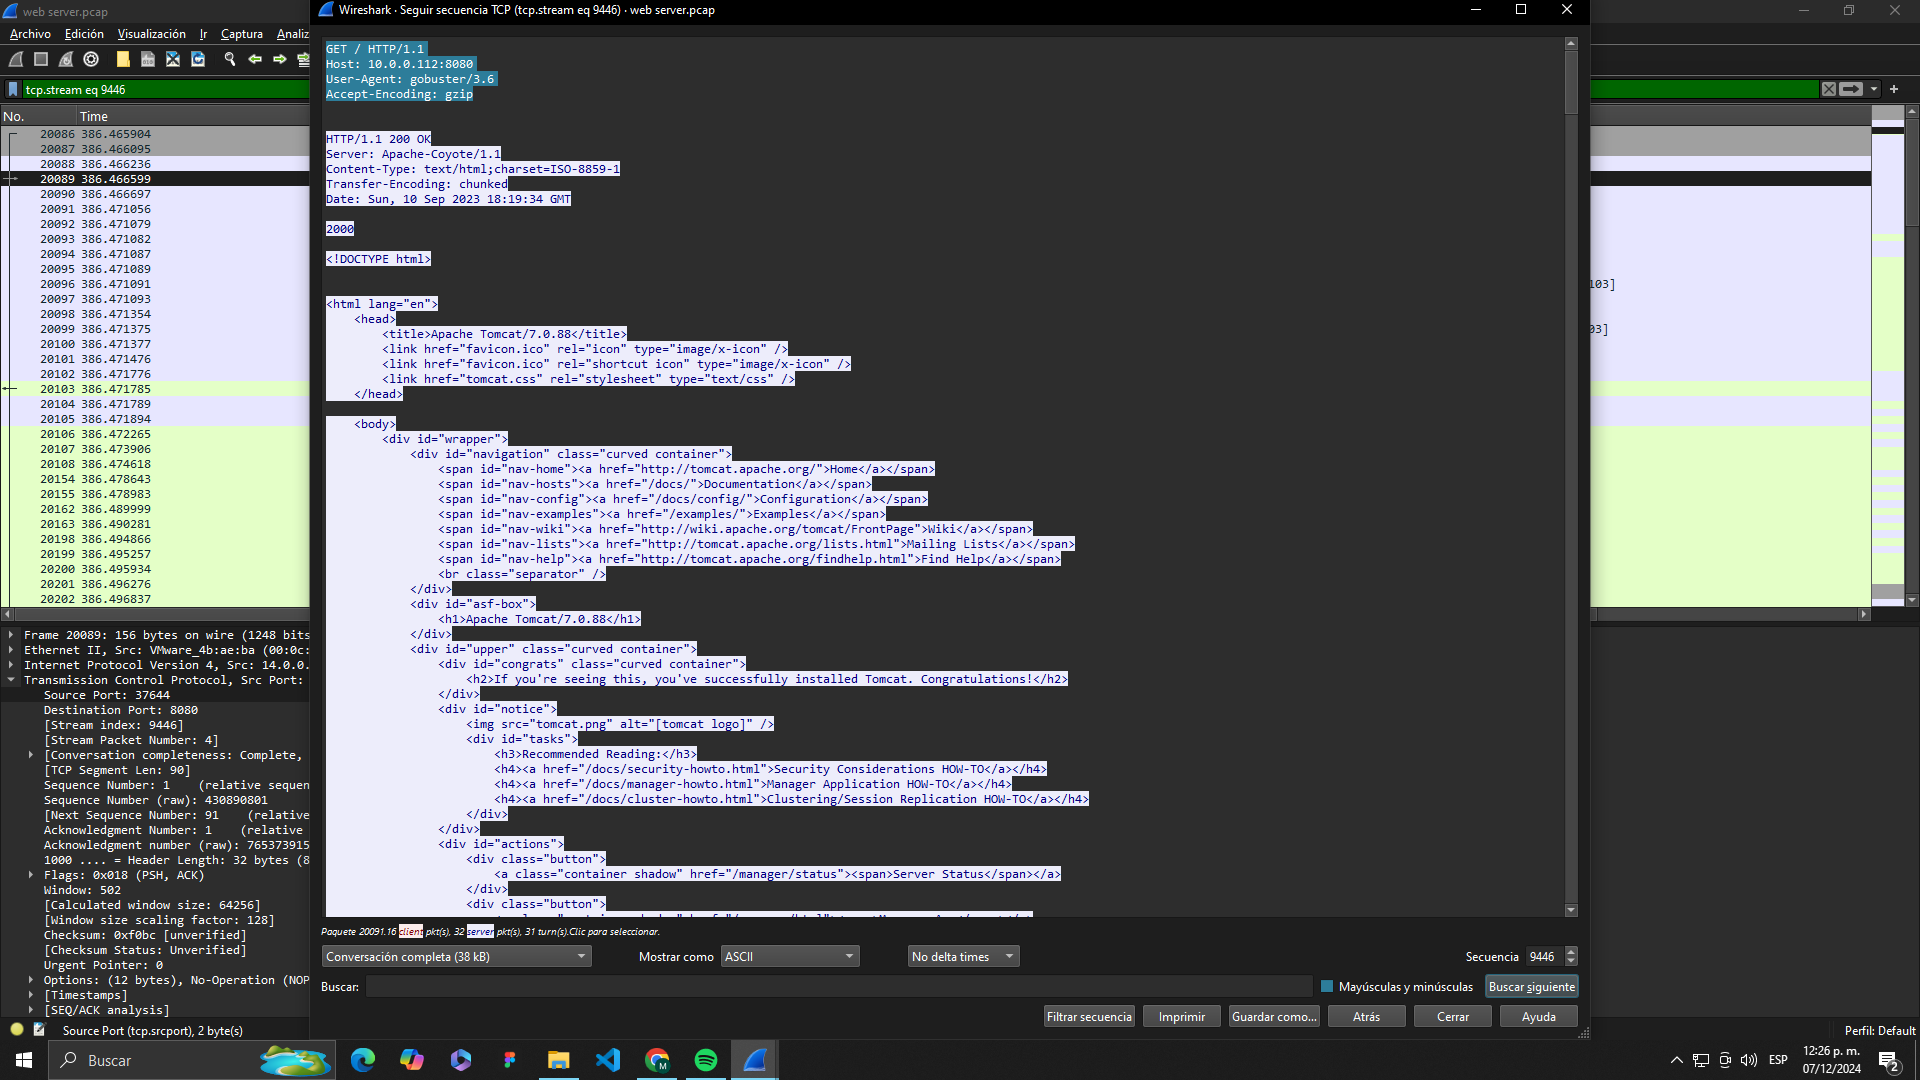 web server.pcap
Wireshark · Seguir secuencia TCP (tcp.stream eq 9446) · web server.pcap
Archivo Edición Visualización Ir Captura Analiz
tcp.stream eq 9446
No. Time
20086 386.465904
20087 386.466095
20088 386.466236
20089 386.466599
20090 386.466697
20091 386.471056
20092 386.471079
20093 386.471082
20094 386.471087
20095 386.471089
20096 386.471091
20097 386.471093
20098 386.471354
20099 386.471375
20100 386.471377
20101 386.471476
20102 386.471776
20103 386.471785
20104 386.471789
20105 386.471894
20106 386.472265
20107 386.473906
20108 386.474618
20154 386.478643
20155 386.478983
20162 386.489999
20163 386.490281
20198 386.494866
20199 386.495257
20200 386.495934
20201 386.496276
20202 386.496837
103]
03]
Frame 20089: 156 bytes on wire (1248 bits
Ethernet II, Src: VMware_4b:ae:ba (00:0c:
Internet Protocol Version 4, Src: 14.0.0.
Transmission Control Protocol, Src Port:
Source Port: 37644
Destination Port: 8080
[Stream index: 9446]
[Stream Packet Number: 4]
[Conversation completeness: Complete,
[TCP Segment Len: 90]
Sequence Number: 1 (relative sequen
Sequence Number (raw): 430890801
[Next Sequence Number: 91 (relative
Acknowledgment Number: 1 (relative
Acknowledgment number (raw): 765373915
1000 .... = Header Length: 32 bytes (8
Flags: 0x018 (PSH, ACK)
Window: 502
[Calculated window size: 64256]
[Window size scaling factor: 128]
Checksum: 0xf0bc [unverified]
[Checksum Status: Unverified]
Urgent Pointer: 0
Options: (12 bytes), No-Operation (NOP
[Timestamps]
[SEQ/ACK analysis]
Source Port (tcp.srcport), 2 byte(s)
GET / HTTP/1.1
Host: 10.0.0.112:8080
User-Agent: gobuster/3.6
Accept-Encoding: gzip
HTTP/1.1 200 OK
Server: Apache-Coyote/1.1
Content-Type: text/html;charset=ISO-8859-1
Transfer-Encoding: chunked
Date: Sun, 10 Sep 2023 18:19:34 GMT
2000
<!DOCTYPE html>
<html lang="en">
<head>
<title>Apache Tomcat/7.0.88</title>
<link href="favicon.ico" rel="icon" type="image/x-icon" />
<link href="favicon.ico" rel="shortcut icon" type="image/x-icon" />
<link href="tomcat.css" rel="stylesheet" type="text/css" />
</head>
<body>
<div id="wrapper">
<div id="navigation" class="curved container">
<span id="nav-home"><a href="http://tomcat.apache.org/">Home</a></span>
<span id="nav-hosts"><a href="/docs/">Documentation</a></span>
<span id="nav-config"><a href="/docs/config/">Configuration</a></span>
<span id="nav-examples"><a href="/examples/">Examples</a></span>
<span id="nav-wiki"><a href="http://wiki.apache.org/tomcat/FrontPage">Wiki</a></span>
<span id="nav-lists"><a href="http://tomcat.apache.org/lists.html">Mailing Lists</a></span>
<span id="nav-help"><a href="http://tomcat.apache.org/findhelp.html">Find Help</a></span>
<br class="separator" />
</div>
<div id="asf-box">
<h1>Apache Tomcat/7.0.88</h1>
</div>
<div id="upper" class="curved container">
<div id="congrats" class="curved container">
<h2>If you're seeing this, you've successfully installed Tomcat. Congratulations!</h2>
</div>
<div id="notice">
<img src="tomcat.png" alt="[tomcat logo]" />
<div id="tasks">
<h3>Recommended Reading:</h3>
<h4><a href="/docs/security-howto.html">Security Considerations HOW-TO</a></h4>
<h4><a href="/docs/manager-howto.html">Manager Application HOW-TO</a></h4>
<h4><a href="/docs/cluster-howto.html">Clustering/Session Replication HOW-TO</a></h4>
</div>
</div>
<div id="actions">
<div class="button">
<a class="container shadow" href="/manager/status"><span>Server Status</span></a>
</div>
<div class="button">
Paquete 20091.16 client pkt(s), 32 server pkt(s), 31 turn(s).Clic para seleccionar.
Conversación completa (38 kB) Mostrar como ASCII No delta times Secuencia 9446
Buscar: Mayúsculas y minúsculas Buscar siguiente
Filtrar secuencia Imprimir Guardar como... Atrás Cerrar Ayuda
Perfil: Default
Buscar
ESP
12:26 p. m.
07/12/2024
2